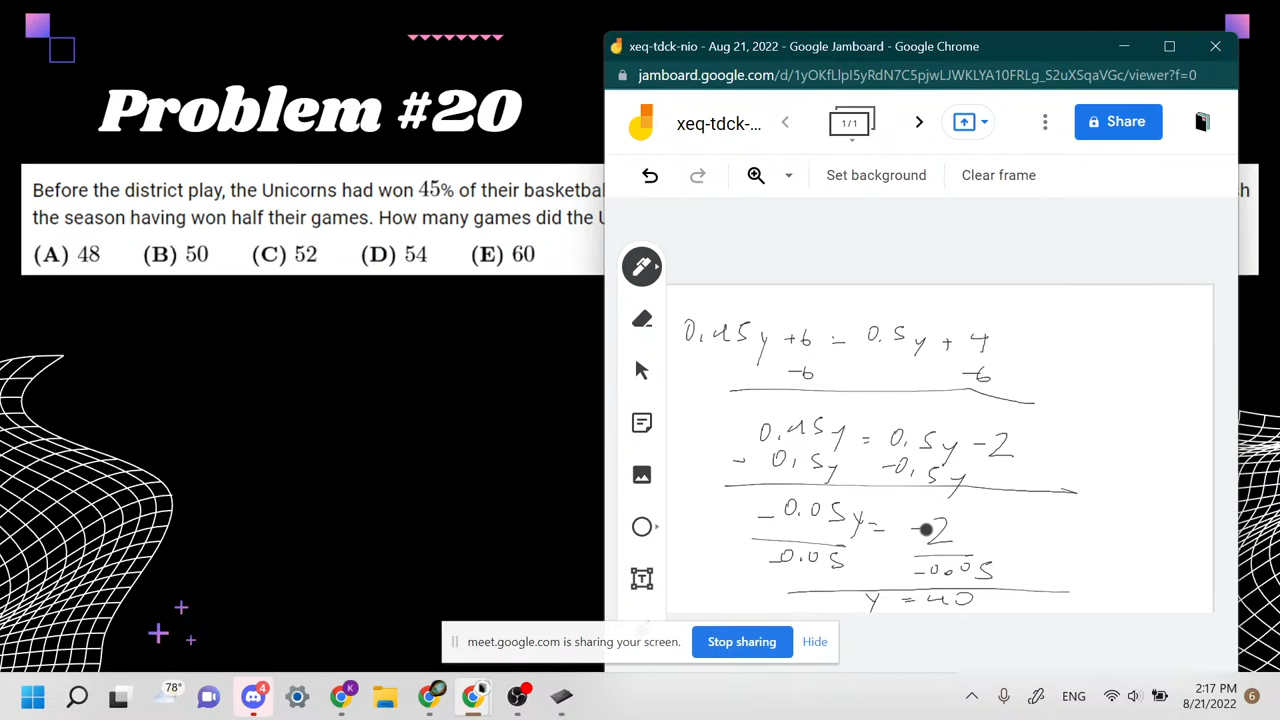 xeq-tdck-nio - Aug 21, 2022 - Google Jamboard - Google Chrome
jamboard.google.com/d/1yOKfLlpI5yRdN7C5pjwLJWKLYA10FRLg_S2uXSqaVGc/viewer?f=0
Problem #20
xeq-tdck-...
1/1
Share
Set background
Clear frame
Before the district play, the Unicorns had won 45% of their basketbal
the season having won half their games. How many games did the U
(A) 48 (B) 50 (C) 52 (D) 54 (E) 60
0.45y + 6 = 0.5y + 4
-6 -6
0.45y = 0.5y - 2
- 0.5y -0.5y
-0.05y = -2
-0.05 -0.05
y = 40
meet.google.com is sharing your screen.
Stop sharing
Hide
78°
4
K
ENG
2:17 PM
8/21/2022
6